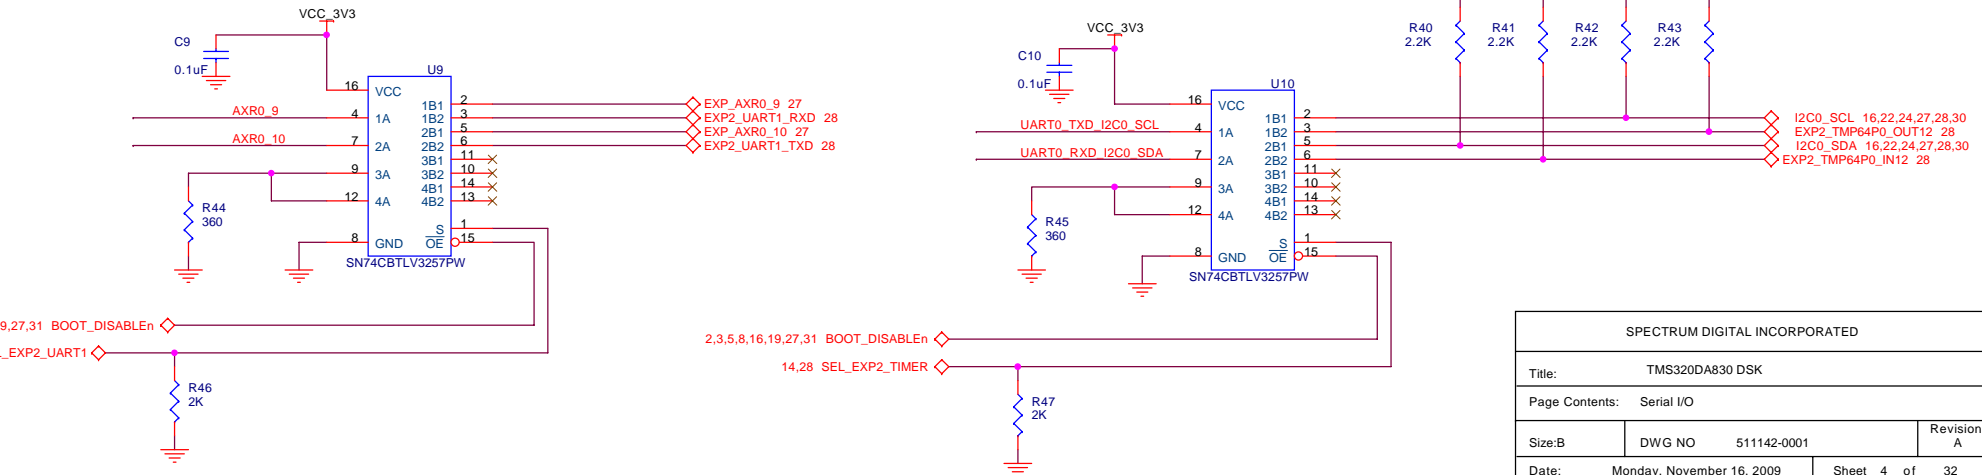 VCC_3V3
C9
0.1uF
U9
16 VCC
4 1A
7 2A
9 3A
12 4A
8 GND
1B1 2
1B2 3
2B1 5
2B2 6
3B1 11
3B2 10
4B1 14
4B2 13
S 1
OE 15
SN74CBTLV3257PW
AXR0_9
AXR0_10
EXP_AXR0_9 27
EXP2_UART1_RXD 28
EXP_AXR0_10 27
EXP2_UART1_TXD 28
R44
360
9,27,31 BOOT_DISABLEn
_EXP2_UART1
R46
2K
VCC_3V3
C10
0.1uF
U10
16 VCC
4 1A
7 2A
9 3A
12 4A
8 GND
1B1 2
1B2 3
2B1 5
2B2 6
3B1 11
3B2 10
4B1 14
4B2 13
S 1
OE 15
SN74CBTLV3257PW
UART0_TXD_I2C0_SCL
UART0_RXD_I2C0_SDA
R45
360
2,3,5,8,16,19,27,31 BOOT_DISABLEn
14,28 SEL_EXP2_TIMER
R47
2K
R40
2.2K
R41
2.2K
R42
2.2K
R43
2.2K
I2C0_SCL 16,22,24,27,28,30
EXP2_TMP64P0_OUT12 28
I2C0_SDA 16,22,24,27,28,30
EXP2_TMP64P0_IN12 28
SPECTRUM DIGITAL INCORPORATED
Title: TMS320DA830 DSK
Page Contents: Serial I/O
Size:B DWG NO 511142-0001 Revision A
Date: Monday, November 16, 2009 Sheet 4 of 32